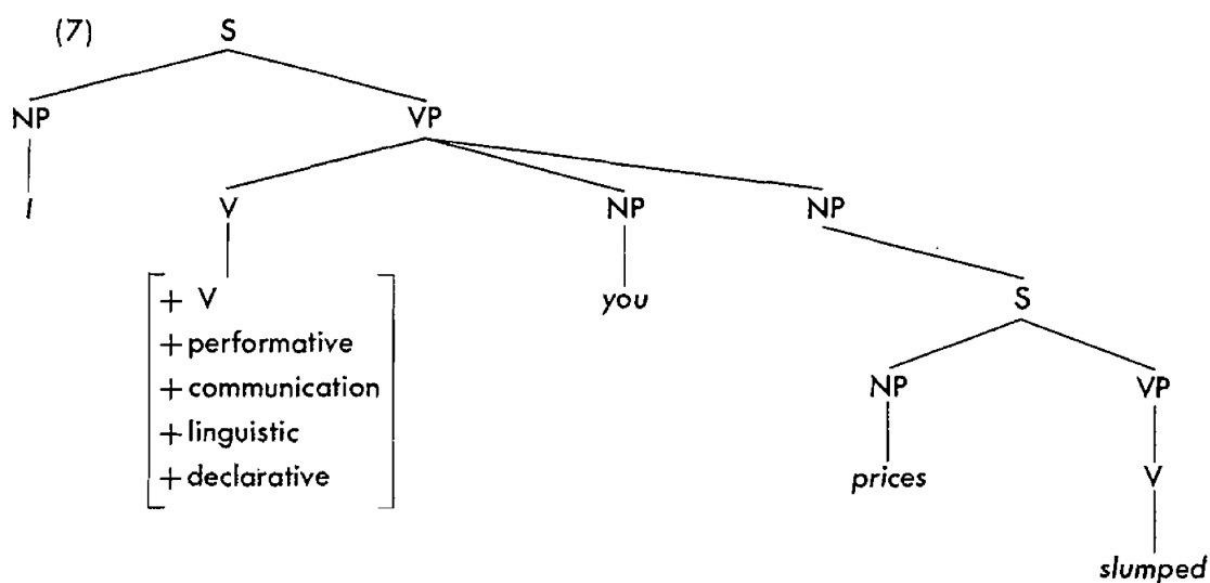 (7) S
NP VP
I V NP NP
+ V you S
+ performative
+ communication NP VP
+ linguistic
+ declarative prices V
slumped